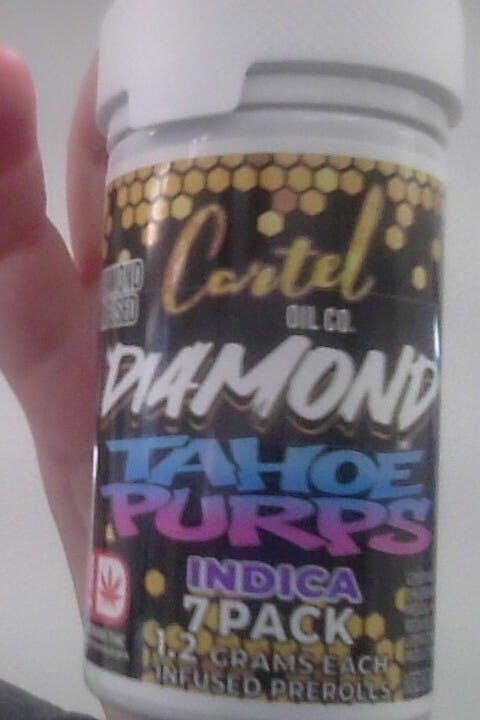 Cartel
OIL CO.
DIAMOND
TAHOE
PURPS
INDICA
7 PACK
1.2 GRAMS EACH
INFUSED PREROLLS